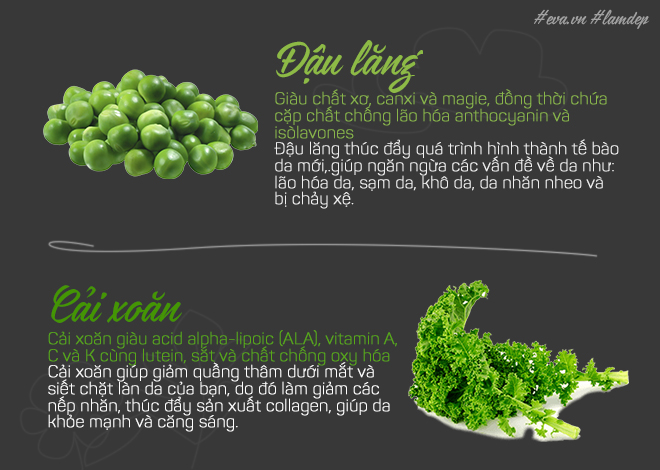 #eva.vn #lamdep
Đậu lăng
Giàu chất xơ, canxi và magie, đồng thời chứa
cặp chất chống lão hóa anthocyanin và
isolavones
Đậu lăng thúc đẩy quá trình hình thành tế bào
da mới,.giúp ngăn ngừa các vấn đề về da như:
lão hóa da, sạm da, khô da, da nhăn nheo và
bị chảy xệ.
Cải xoăn
Cải xoăn giàu acid alpha-lipoic (ALA), vitamin A,
C và K cùng lutein, sắt và chất chống oxy hóa
Cải xoăn giúp giảm quầng thâm dưới mắt và
siết chặt làn da của bạn, do đó làm giảm các
nếp nhăn, thúc đẩy sản xuất collagen, giúp da
khỏe mạnh và căng sáng.